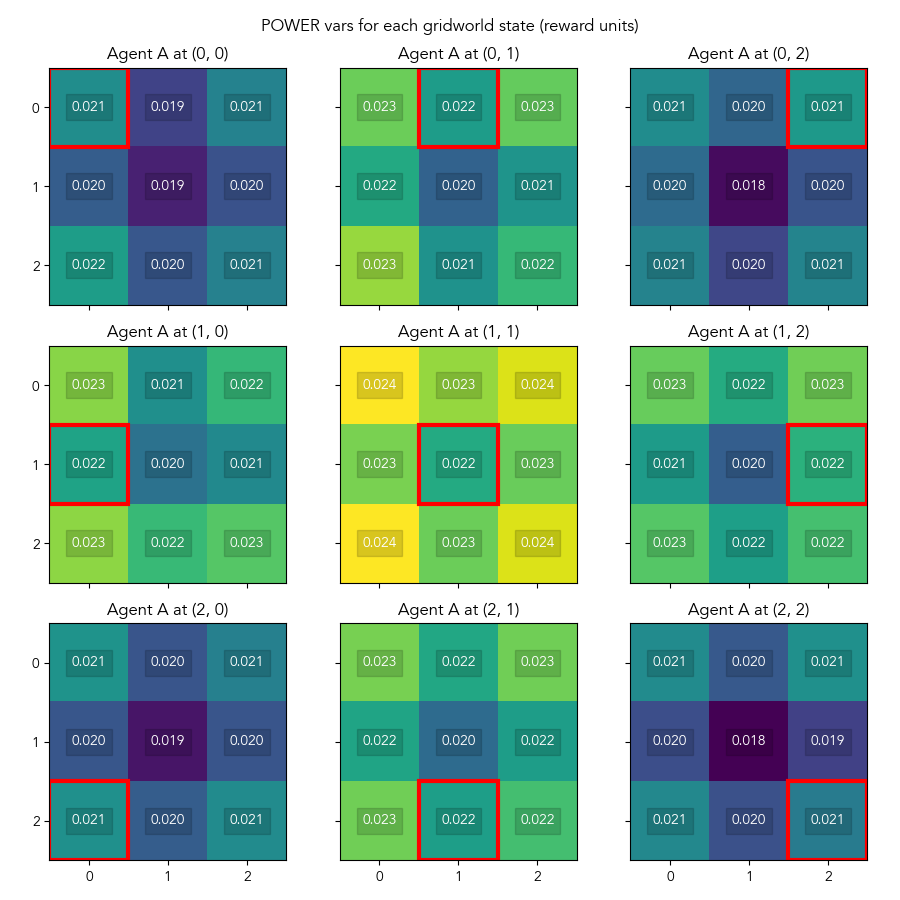 POWER vars for each gridworld state (reward units)
Agent A at (0, 0) Agent A at (0, 1) Agent A at (0, 2)
0 0.021 0.019 0.021 0.023 0.022 0.023 0.021 0.020 0.021
1 0.020 0.019 0.020 0.022 0.020 0.021 0.020 0.018 0.020
2 0.022 0.020 0.021 0.023 0.021 0.022 0.021 0.020 0.021
Agent A at (1, 0) Agent A at (1, 1) Agent A at (1, 2)
0 0.023 0.021 0.022 0.024 0.023 0.024 0.023 0.022 0.023
1 0.022 0.020 0.021 0.023 0.022 0.023 0.021 0.020 0.022
2 0.023 0.022 0.023 0.024 0.023 0.024 0.023 0.022 0.022
Agent A at (2, 0) Agent A at (2, 1) Agent A at (2, 2)
0 0.021 0.020 0.021 0.023 0.022 0.023 0.021 0.020 0.021
1 0.020 0.019 0.020 0.022 0.020 0.022 0.020 0.018 0.019
2 0.021 0.020 0.021 0.023 0.022 0.022 0.021 0.020 0.021
0 1 2 0 1 2 0 1 2